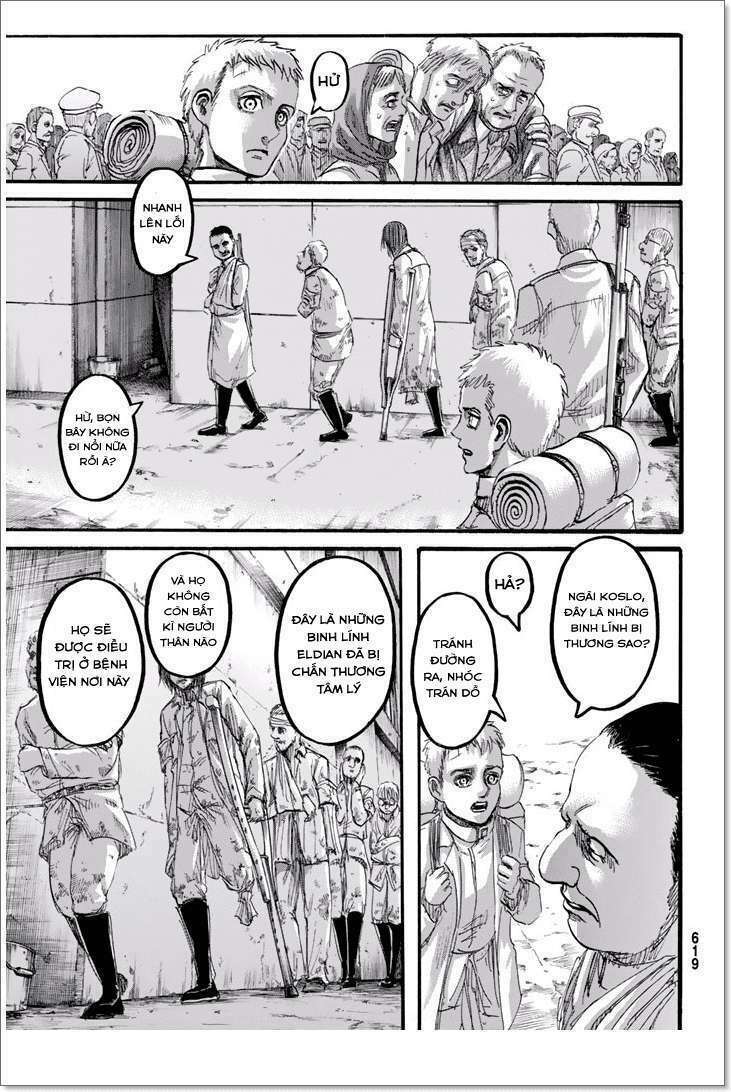 HỬ
NHANH
LÊN LỐI
NÀY
HỬ, BỌN
BÂY KHÔNG
ĐI NỔI NỮA
RỒI À?
NGÀI KOSLO,
ĐÂY LÀ NHỮNG
BINH LÍNH BỊ
THƯƠNG SAO?
HẢ?
TRÁNH
ĐƯỜNG
RA, NHÓC
TRÁN DỒ
ĐÂY LÀ NHỮNG
BINH LÍNH
ELDIAN ĐÃ BỊ
CHẤN THƯƠNG
TÂM LÝ
VÀ HỌ
KHÔNG
CÒN BẤT
KÌ NGƯỜI
THÂN NÀO
HỌ SẼ
ĐƯỢC ĐIỀU
TRỊ Ở BỆNH
VIỆN NƠI NÀY
619